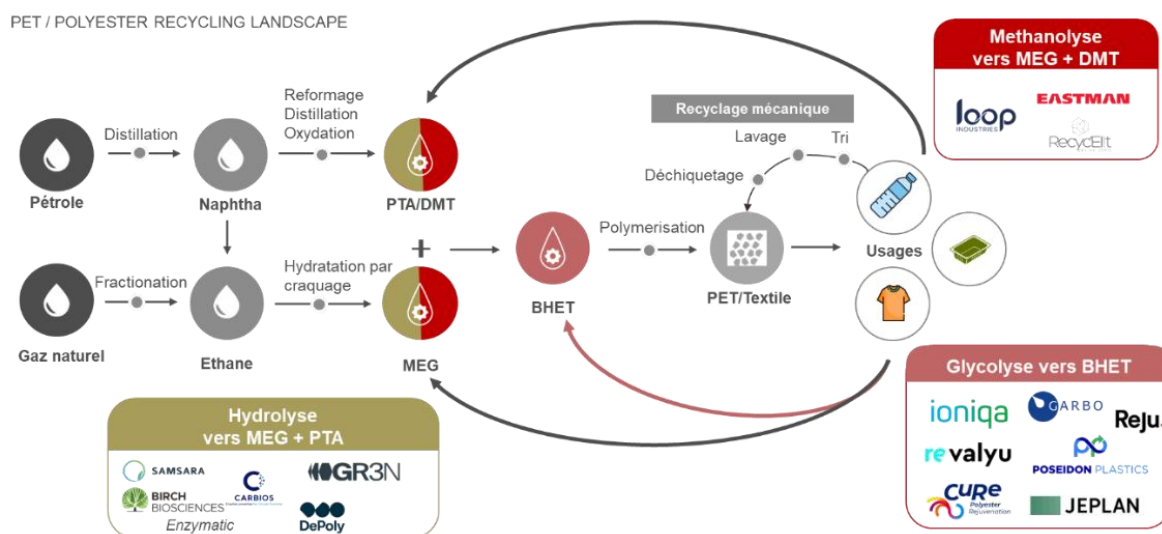 PET / POLYESTER RECYCLING LANDSCAPE
Methanolyse
vers MEG + DMT
loop
INDUSTRIES
EASTMAN
RecycElit
Reformage
Distillation
Oxydation
Distillation
Recyclage mécanique
Lavage
Tri
Déchiquetage
Pétrole
Naphtha
PTA/DMT
+
Polymerisation
Usages
Fractionation
Hydratation par
craquage
BHET
PET/Textile
Gaz naturel
Ethane
MEG
Hydrolyse
vers MEG + PTA
SAMSARA
GR3N
BIRCH
BIOSCIENCES
CARBIOS
Enzymatic
DePoly
Glycolyse vers BHET
ioniqa
GARBO
Reju.
revalyu
POSEIDON PLASTICS
CURe
Polyester
Rejuvenation
JEPLAN